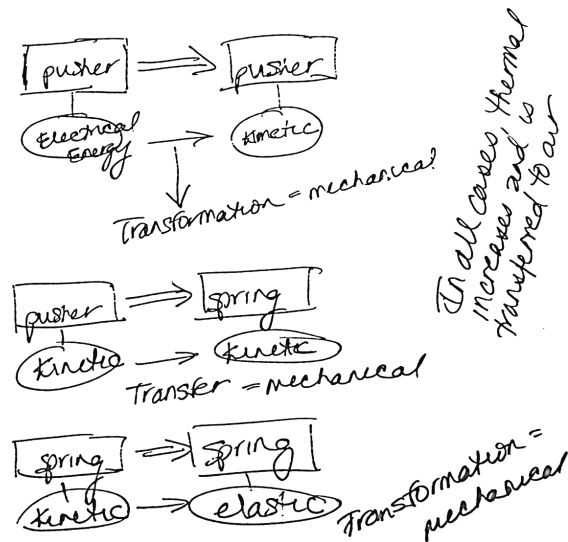 pusher
pusher
Electrical
Energy
Kinetic
Transformation = mechanical
pusher
spring
Kinetic
Kinetic
Transfer = mechanical
spring
spring
Kinetic
elastic
Transformation =
mechanical
In all cases thermal
increases and is
transferred to air